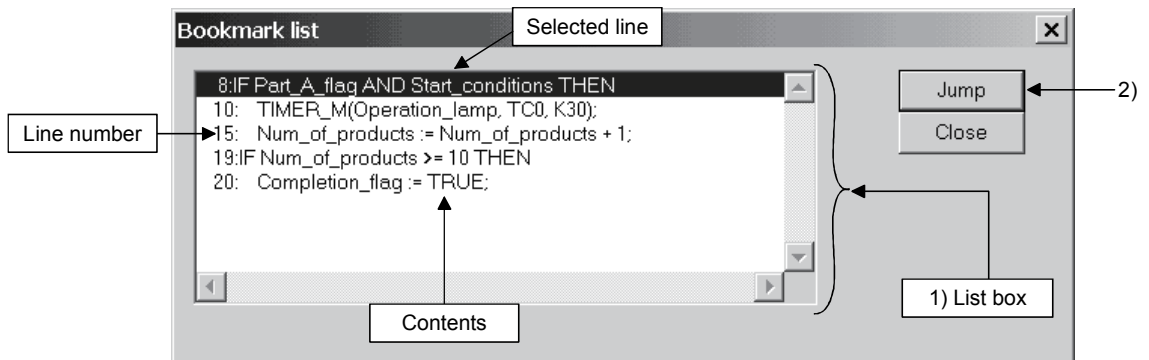 Bookmark list
Selected line
8:IF Part_A_flag AND Start_conditions THEN
10: TIMER_M(Operation_lamp, TC0, K30);
15: Num_of_products := Num_of_products + 1;
19:IF Num_of_products >= 10 THEN
20: Completion_flag := TRUE;
Line number
Contents
Jump
2)
Close
1) List box